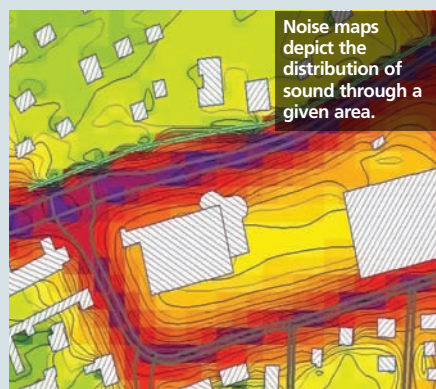 Noise maps
depict the
distribution of
sound through a
given area.